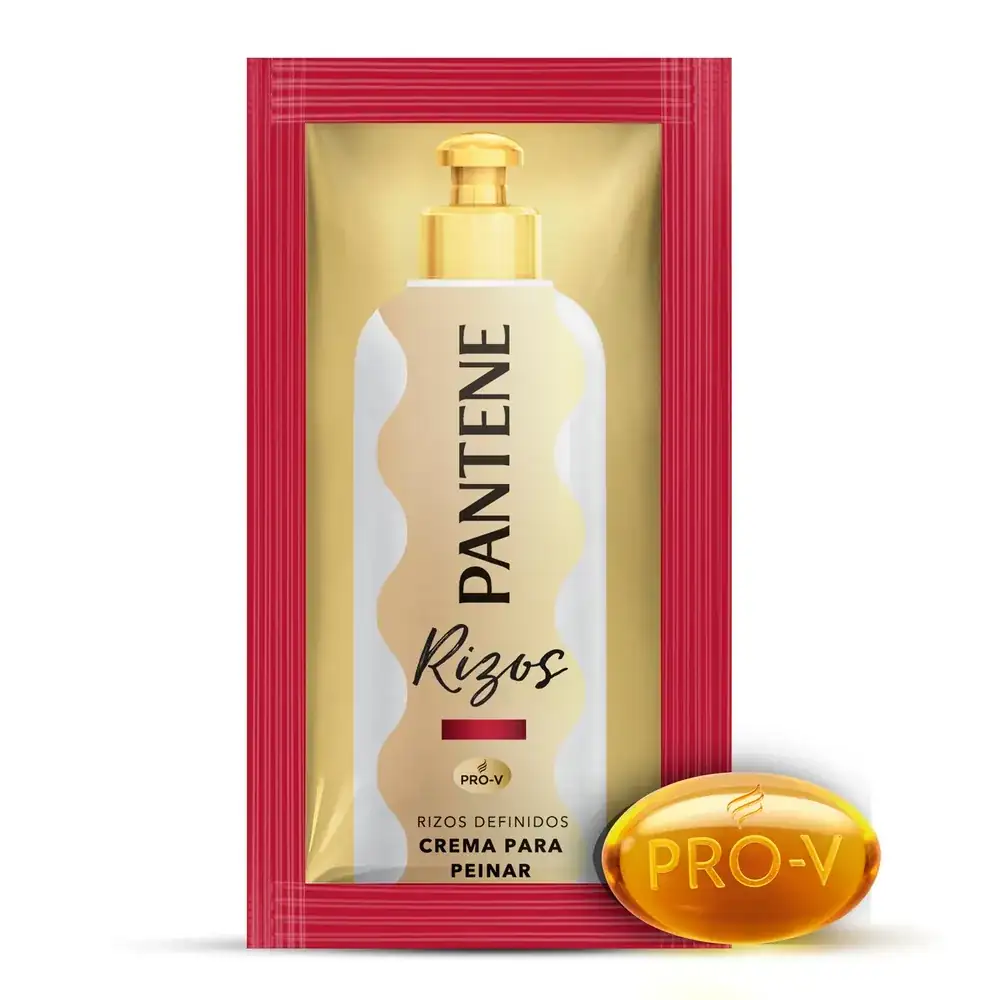 PANTENE
Rizos
PRO-V
RIZOS DEFINIDOS
CREMA PARA
PEINAR
PRO-V